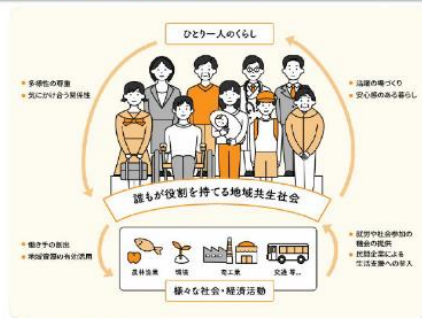 ひとり一人のくらし
多様性の尊重
気にかけ合う関係性
活躍の場づくり
安心感のある暮らし
誰もが役割を持てる地域共生社会
働き手の創出
地域資源の有効活用
就労や社会参加の
機会の提供
民間企業による
生活支援への参入
農林漁業
環境
商工業
交通 等…
様々な社会・経済活動